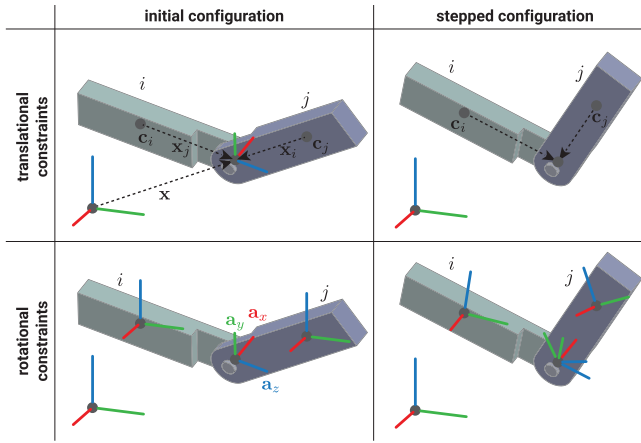 initial configuration
stepped configuration
translational
constraints
i
j
c_i
x_j
x_i
c_j
x
i
j
c_i
c_j
rotational
constraints
i
j
a_y
a_x
a_z
i
j